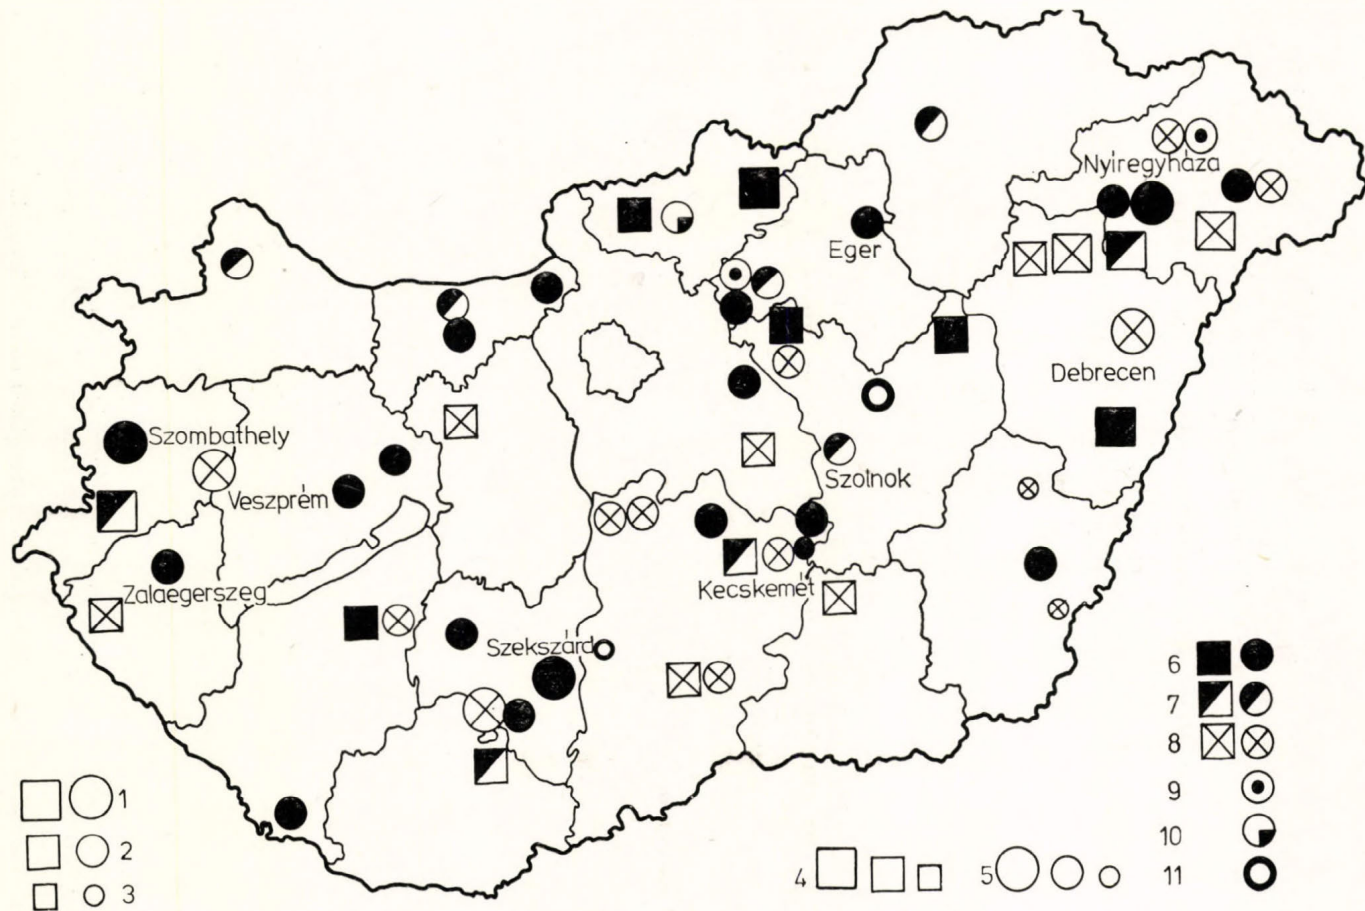 Nyíregyháza
Eger
Debrecen
Szombathely
Veszprém
Szolnok
Zalaegerszeg
Kecskemét
Szekszárd
6
7
8
9
10
11
1
2
3
4
5